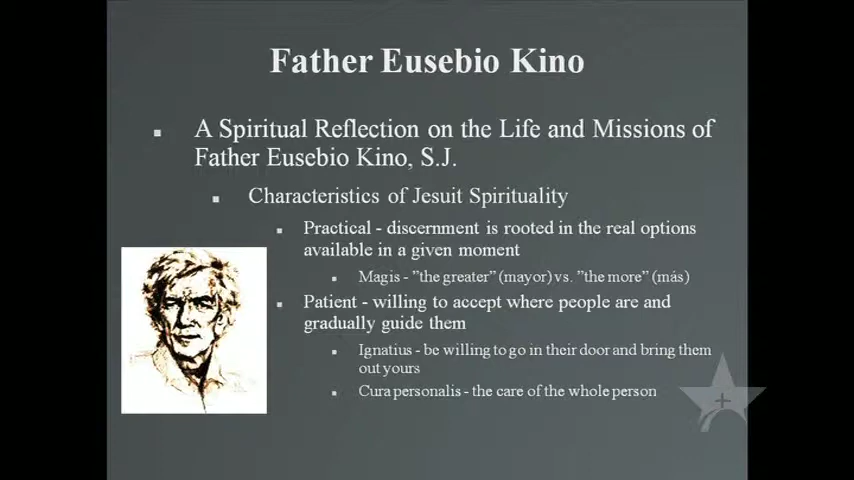 Father Eusebio Kino
A Spiritual Reflection on the Life and Missions of
Father Eusebio Kino, S.J.
Characteristics of Jesuit Spirituality
Practical - discernment is rooted in the real options
available in a given moment
Magis - ”the greater” (mayor) vs. ”the more” (más)
Patient - willing to accept where people are and
gradually guide them
Ignatius - be willing to go in their door and bring them
out yours
Cura personalis - the care of the whole person